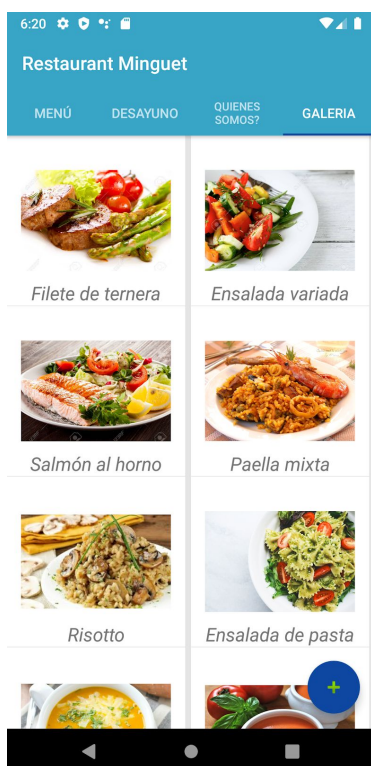 6:20
Restaurant Minguet
MENÚ
DESAYUNO
QUIENES
SOMOS?
GALERIA
Filete de ternera
Ensalada variada
Salmón al horno
Paella mixta
Risotto
Ensalada de pasta
+